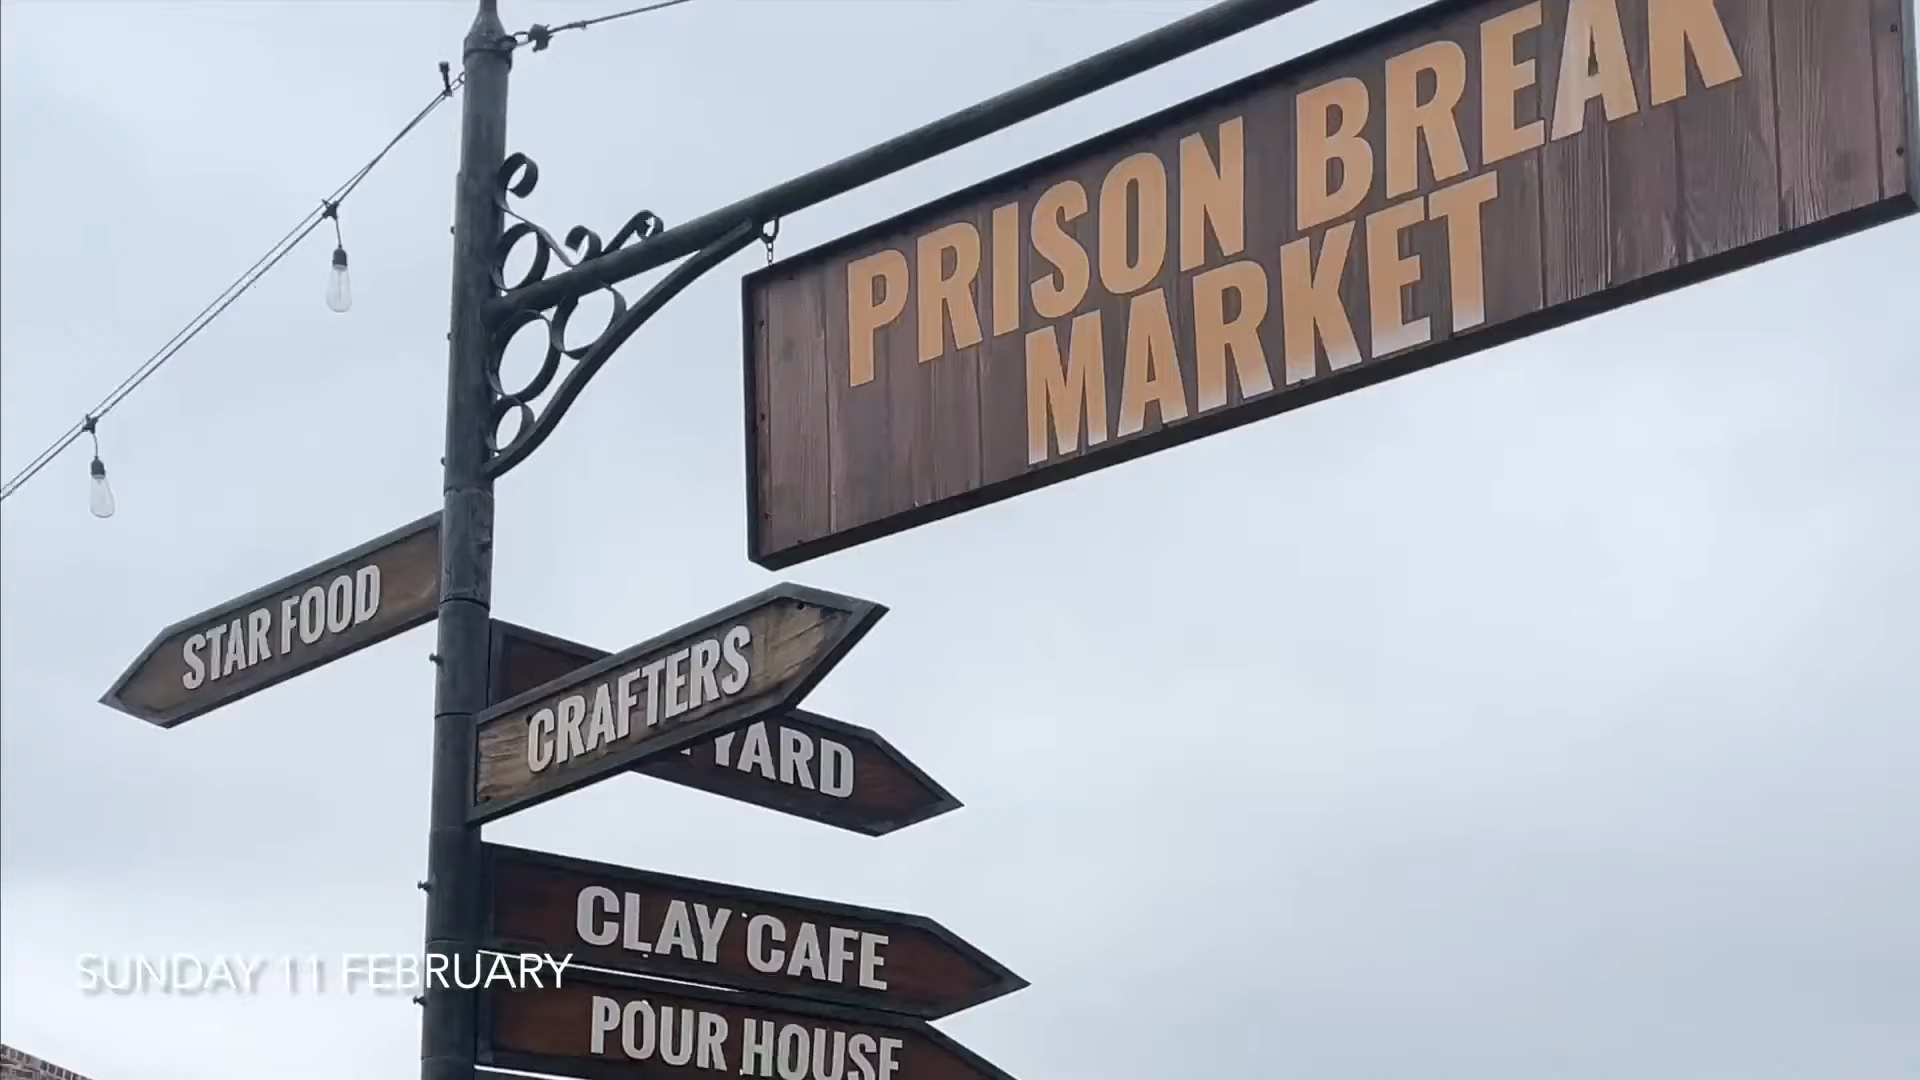 PRISON BREAK
MARKET
STAR FOOD
CRAFTERS
YARD
CLAY CAFE
SUNDAY 11 FEBRUARY
POUR HOUSE